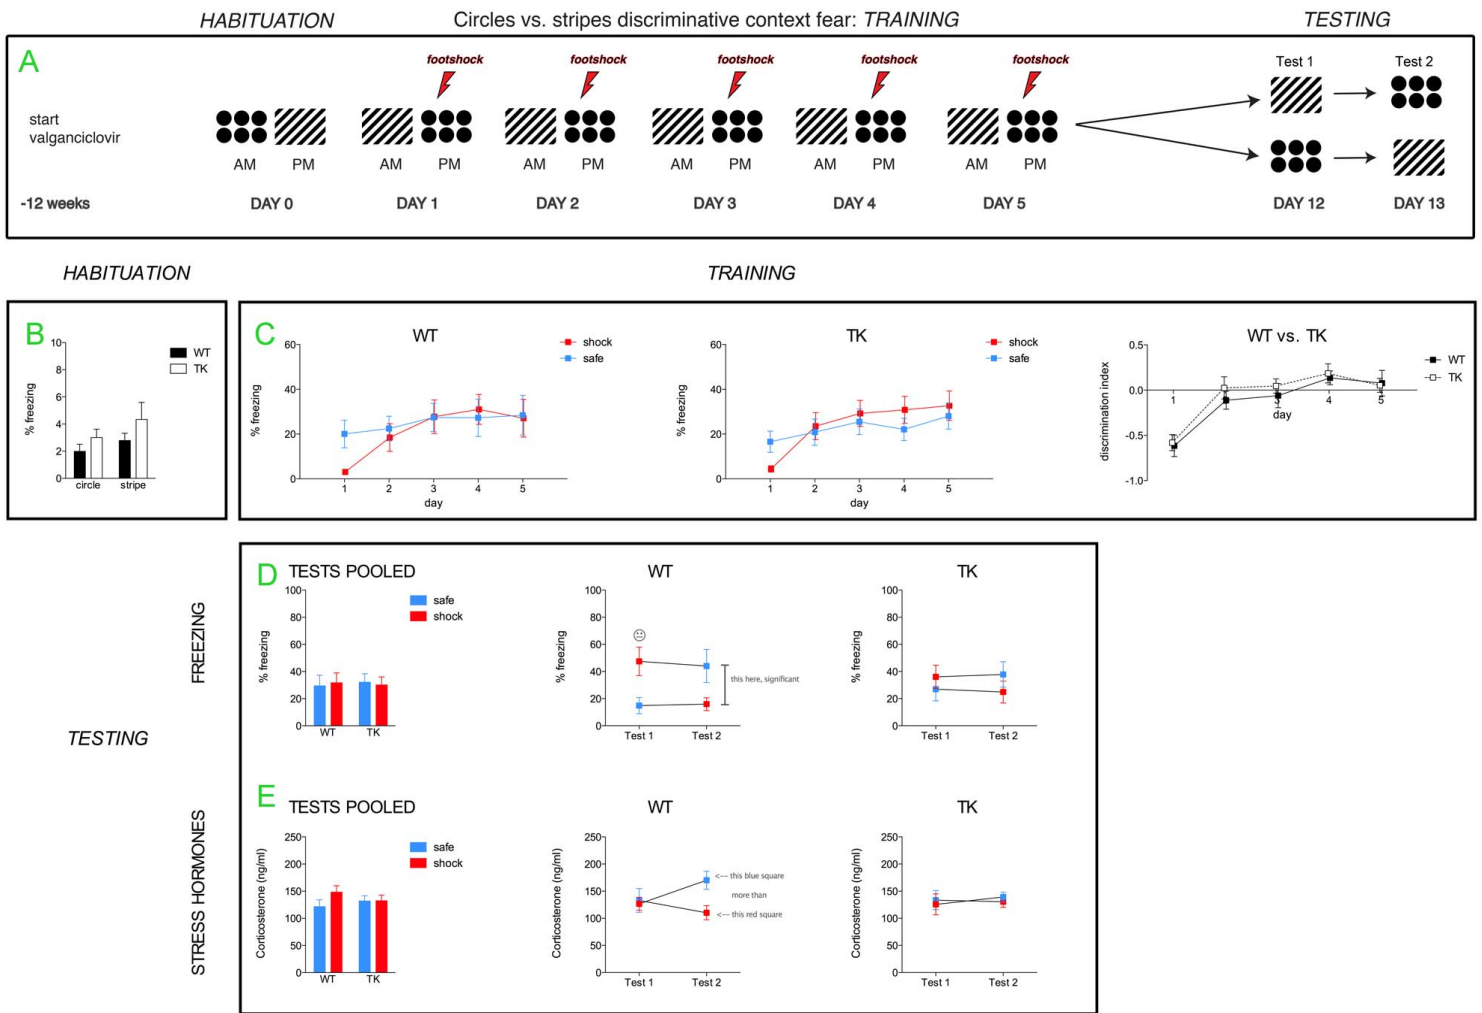 HABITUATION
Circles vs. stripes discriminative context fear: TRAINING
TESTING
A
footshock
footshock
footshock
footshock
footshock
Test 1
Test 2
start
valganciclovir
AM
PM
AM
PM
AM
PM
AM
PM
AM
PM
AM
PM
-12 weeks
DAY 0
DAY 1
DAY 2
DAY 3
DAY 4
DAY 5
DAY 12
DAY 13
HABITUATION
TRAINING
B
% freezing
10
8
6
4
2
0
circle
stripe
WT
TK
C
WT
% freezing
60
40
20
0
1
2
3
4
5
day
shock
safe
TK
% freezing
60
40
20
0
1
2
3
4
5
day
shock
safe
WT vs. TK
discrimination index
0.5
0.0
-0.5
-1.0
1
3
4
5
day
WT
TK
TESTING
FREEZING
D
TESTS POOLED
% freezing
100
80
60
40
20
0
WT
TK
safe
shock
WT
% freezing
100
80
60
40
20
0
Test 1
Test 2
this here, significant
TK
% freezing
100
80
60
40
20
0
Test 1
Test 2
STRESS HORMONES
E
TESTS POOLED
Corticosterone (ng/ml)
250
200
150
100
50
0
WT
TK
safe
shock
WT
Corticosterone (ng/ml)
250
200
150
100
50
0
Test 1
Test 2
<-- this blue square
more than
<-- this red square
TK
Corticosterone (ng/ml)
250
200
150
100
50
0
Test 1
Test 2